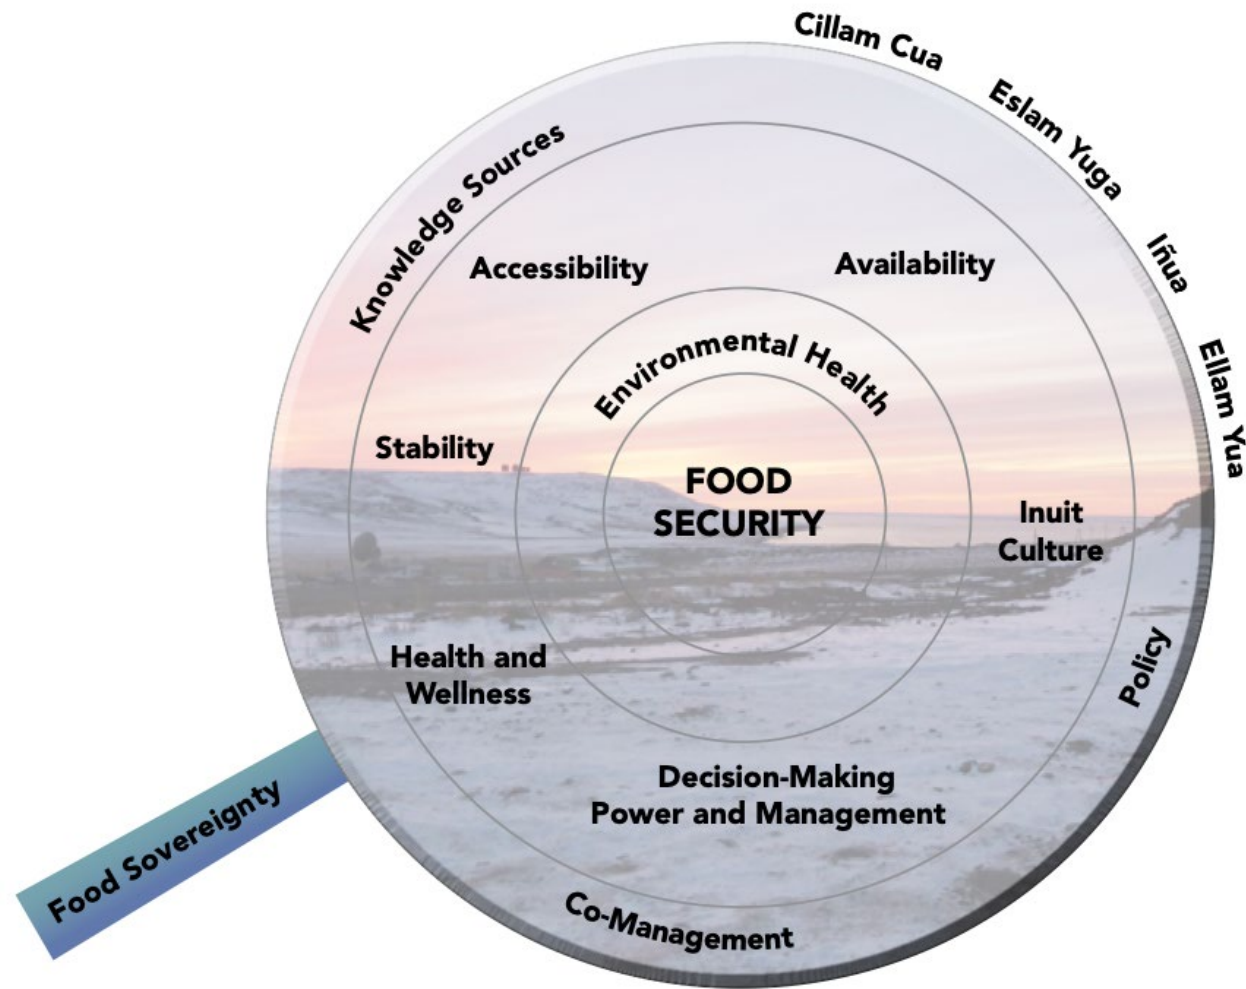 Cillam Cua
Eslam Yuga
Iñua
Ellam Yua
Knowledge Sources
Accessibility
Availability
Environmental Health
Stability
FOOD
SECURITY
Inuit
Culture
Health and
Wellness
Policy
Decision-Making
Power and Management
Co-Management
Food Sovereignty